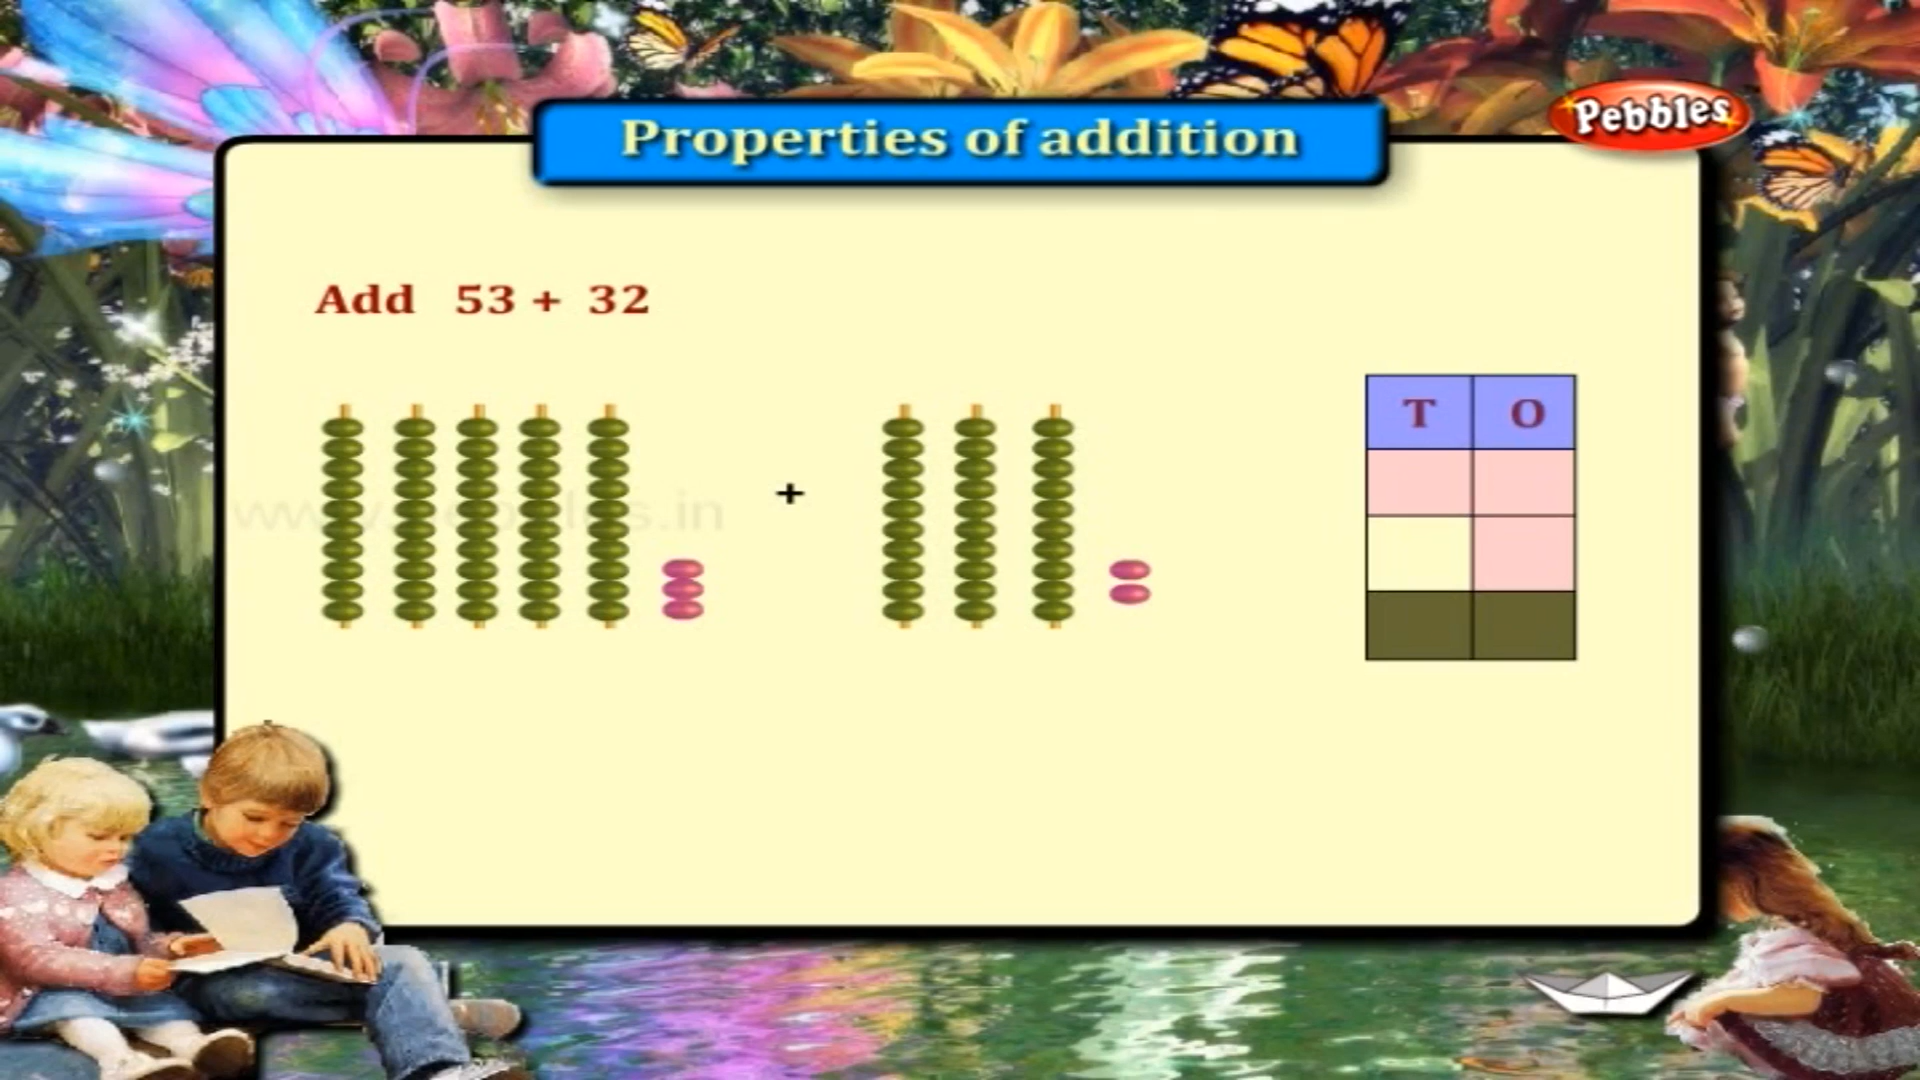 Properties of addition
Pebbles
Add 53 + 32
+
T O